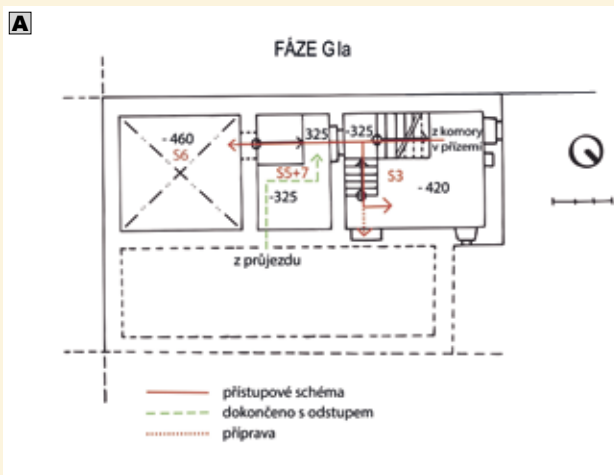 A
FÁZE GIa
- 460
S6
325
-325
z komory
v přízemí
S5+7
-325
S3
- 420
z průjezdu
přístupové schéma
dokončeno s odstupem
příprava